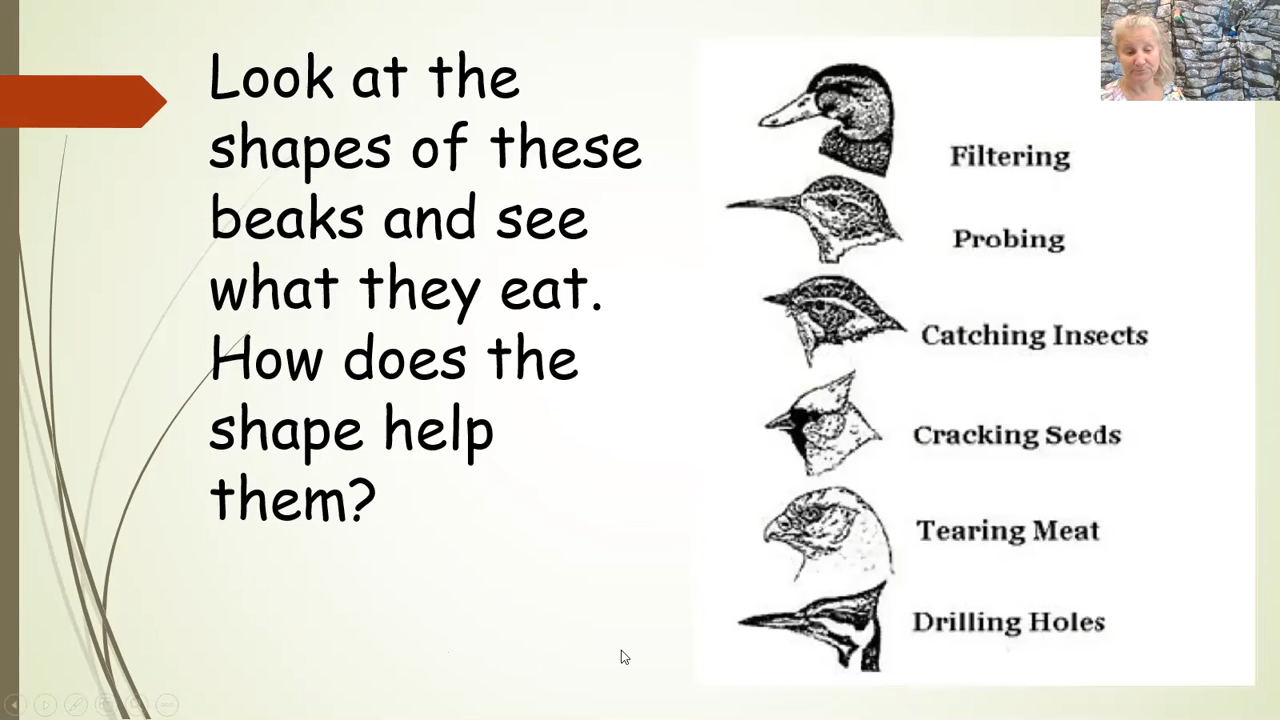 Look at the
shapes of these
beaks and see
what they eat.
How does the
shape help
them?
Filtering
Probing
Catching Insects
Cracking Seeds
Tearing Meat
Drilling Holes